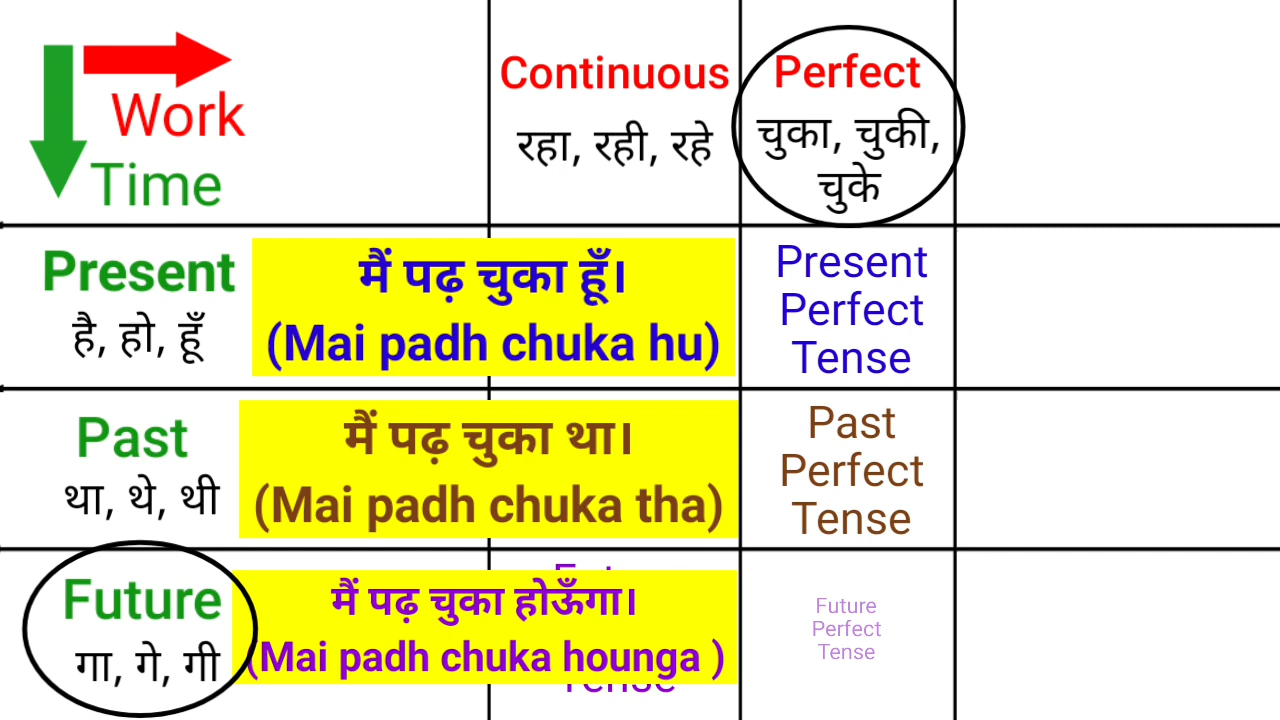 Work
Time
Continuous
रहा, रही, रहे
Perfect
चुका, चुकी,
चुके
Present
है, हो, हूँ
मैं पढ़ चुका हूँ।
(Mai padh chuka hu)
Present
Perfect
Tense
Past
था, थे, थी
मैं पढ़ चुका था।
(Mai padh chuka tha)
Past
Perfect
Tense
Future
गा, गे, गी
मैं पढ़ चुका होऊँगा।
(Mai padh chuka hounga )
Future
Perfect
Tense